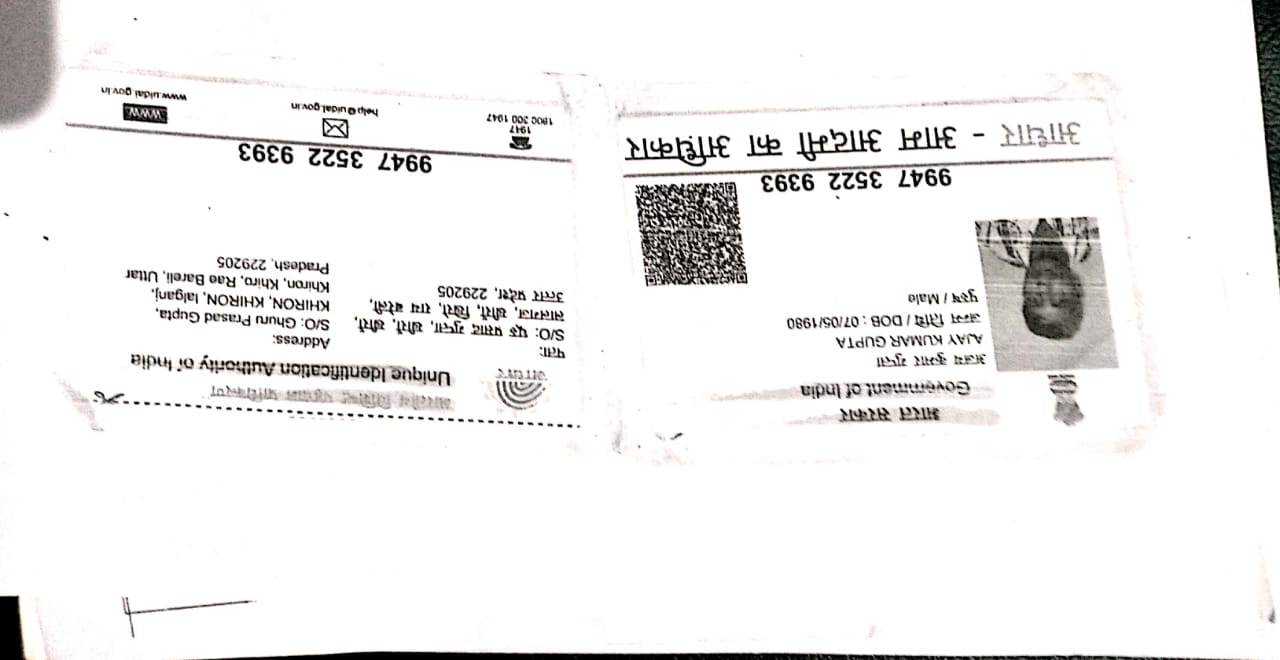 भारत सरकार
Government of India
अजय कुमार गुप्ता
AJAY KUMAR GUPTA
जन्म तिथि / DOB : 07/05/1980
पुरुष / Male
9947 3522 9393
आधार - आम आदमी का अधिकार
भारतीय विशिष्ट पहचान प्राधिकरण
Unique Identification Authority of India
पता:
S/O: गुरु प्रसाद गुप्ता, खीरों, खीरों,
लालगंज, खीरों, खिरो, राय बरेली,
उत्तर प्रदेश, 229205
Address:
S/O: Ghuru Prasad Gupta,
KHIRON, KHIRON, lalganj,
Khiron, Khiro, Rae Bareli, Uttar
Pradesh, 229205
9947 3522 9393
1947
1800 300 1947
help@uidai.gov.in
WWW
www.uidai.gov.in